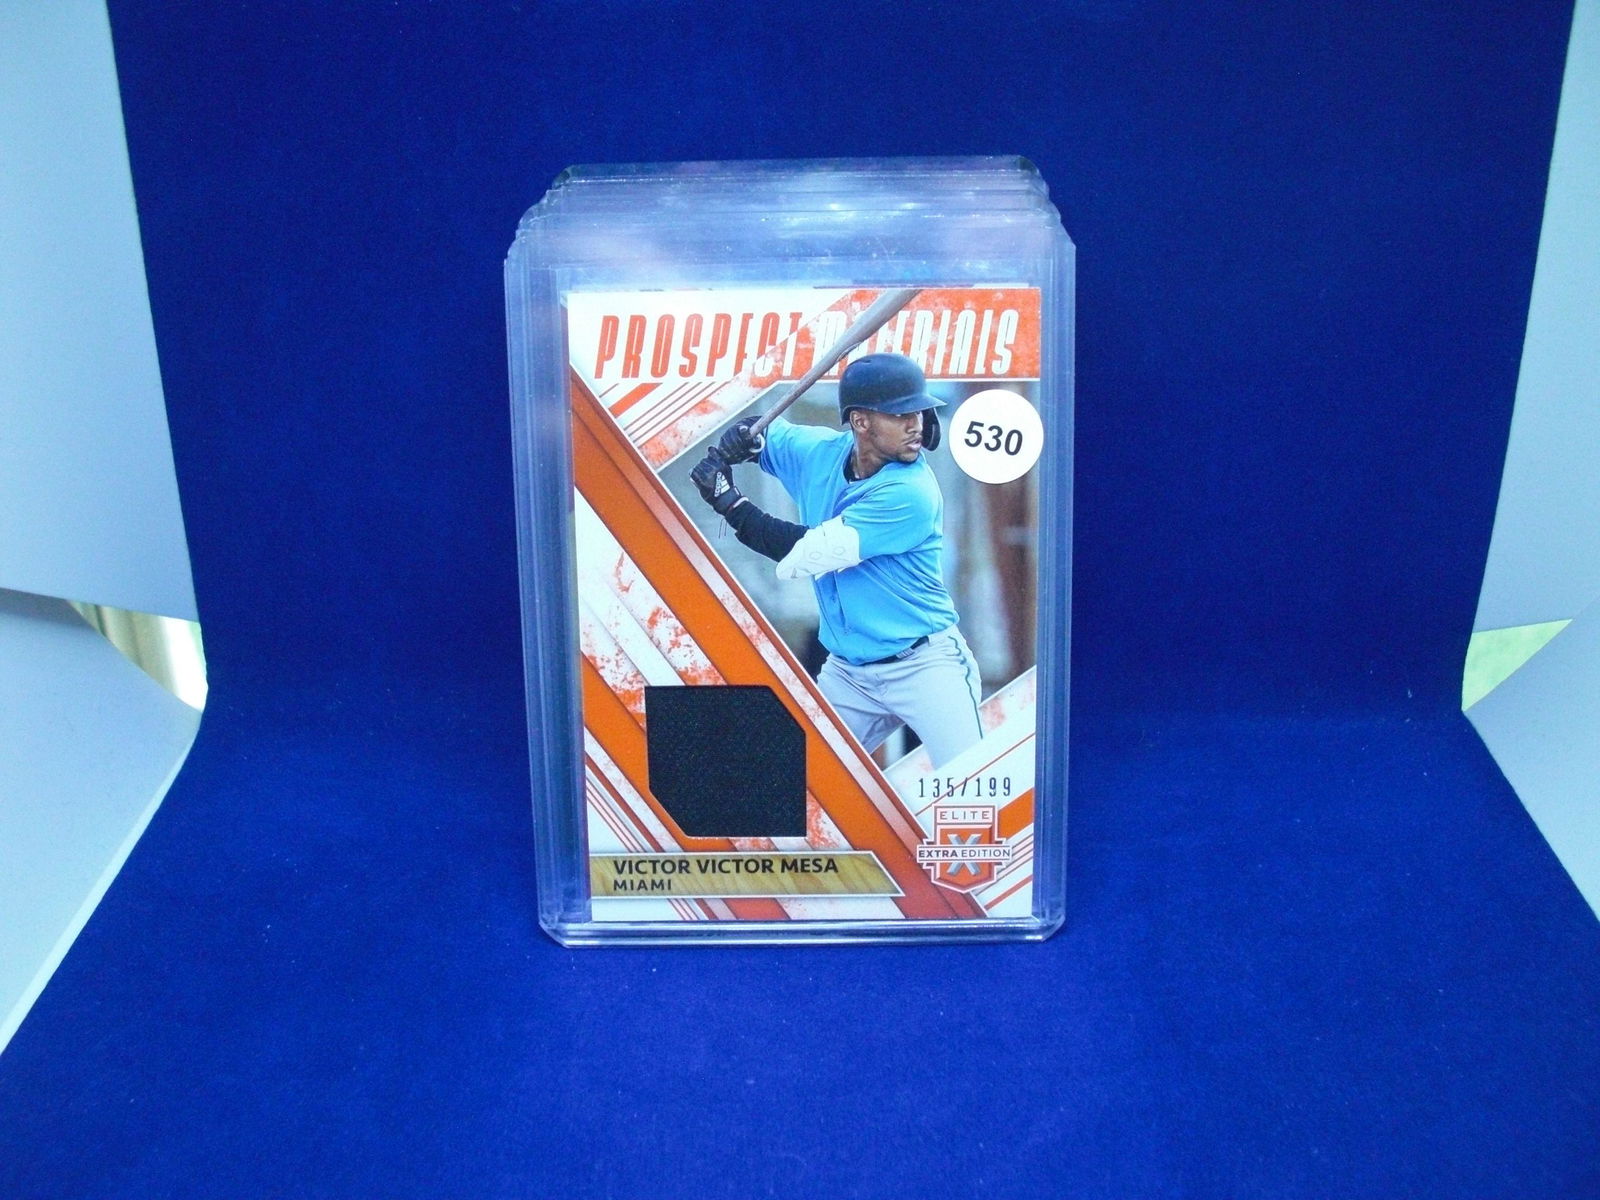 PROSPECT MATERIALS
530
135/199
ELITE
X
EXTRA EDITION
VICTOR VICTOR MESA
MIAMI